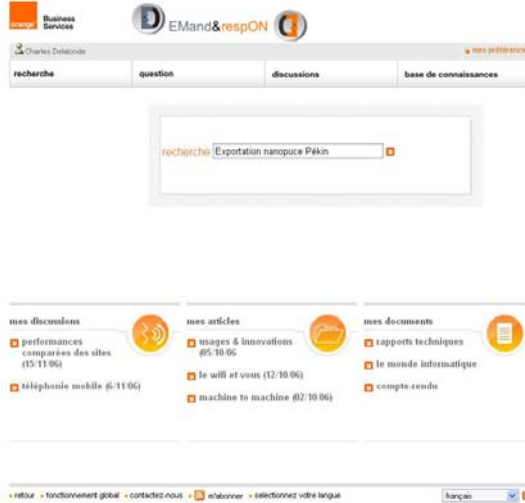 orange Business Services
DEMand&respON
Charles Delalonde
mes préférence
recherche question discussions base de connaissances
recherche Exportation nanopuce Pékin
mes discussions
performances
comparées des sites
(15/11/06)
téléphonie mobile (6/11/06)
mes articles
usages & innovations
(05/10/06
le wifi et vous (12/10/06)
machine to machine (02/10/06)
mes documents
rapports techniques
le monde informatique
compte-rendu
retour fonctionnement global contactez-nous m'abonner selectionnez votre langue français